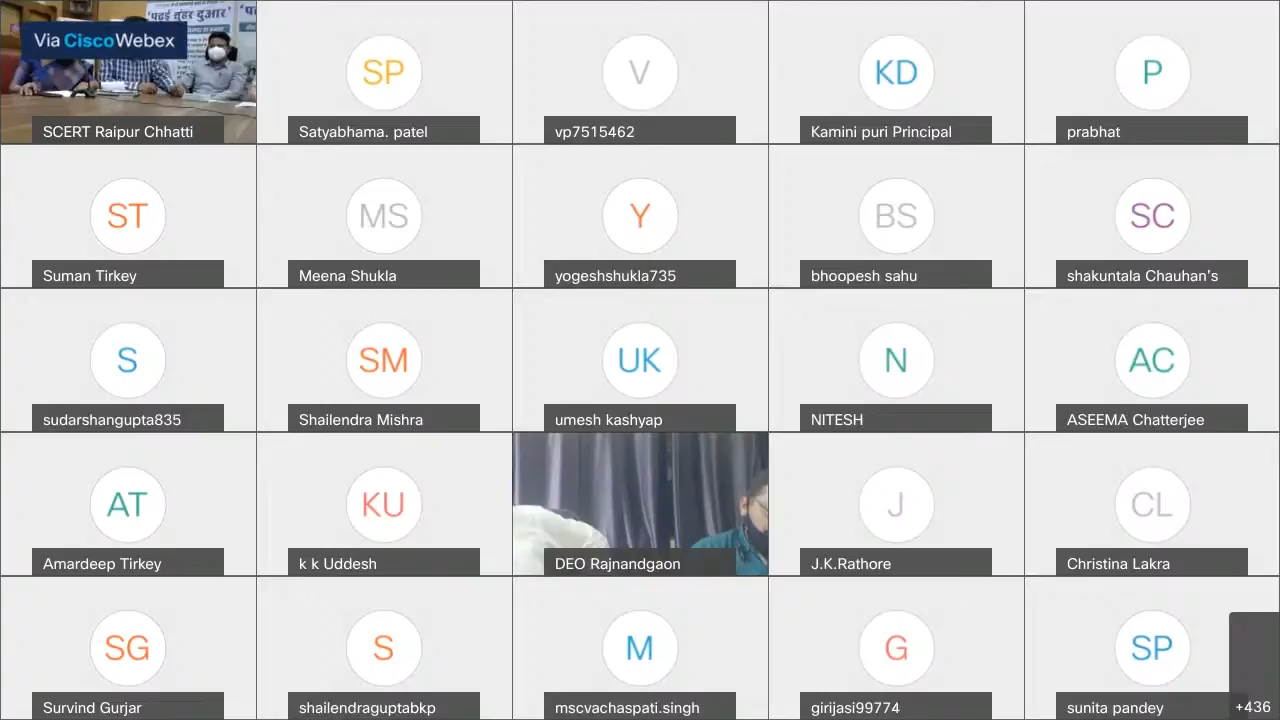 'पढ़ई तुंहर दुआर'
Via CiscoWebex
SCERT Raipur Chhatti
SP
Satyabhama. patel
V
vp7515462
KD
Kamini puri Principal
P
prabhat
ST
Suman Tirkey
MS
Meena Shukla
Y
yogeshshukla735
BS
bhoopesh sahu
SC
shakuntala Chauhan's
S
sudarshangupta835
SM
Shailendra Mishra
UK
umesh kashyap
N
NITESH
AC
ASEEMA Chatterjee
AT
Amardeep Tirkey
KU
k k Uddesh
DEO Rajnandgaon
J
J.K.Rathore
CL
Christina Lakra
SG
Survind Gurjar
S
shailendraguptabkp
M
mscvachaspati.singh
G
girijasi99774
SP
sunita pandey
+436